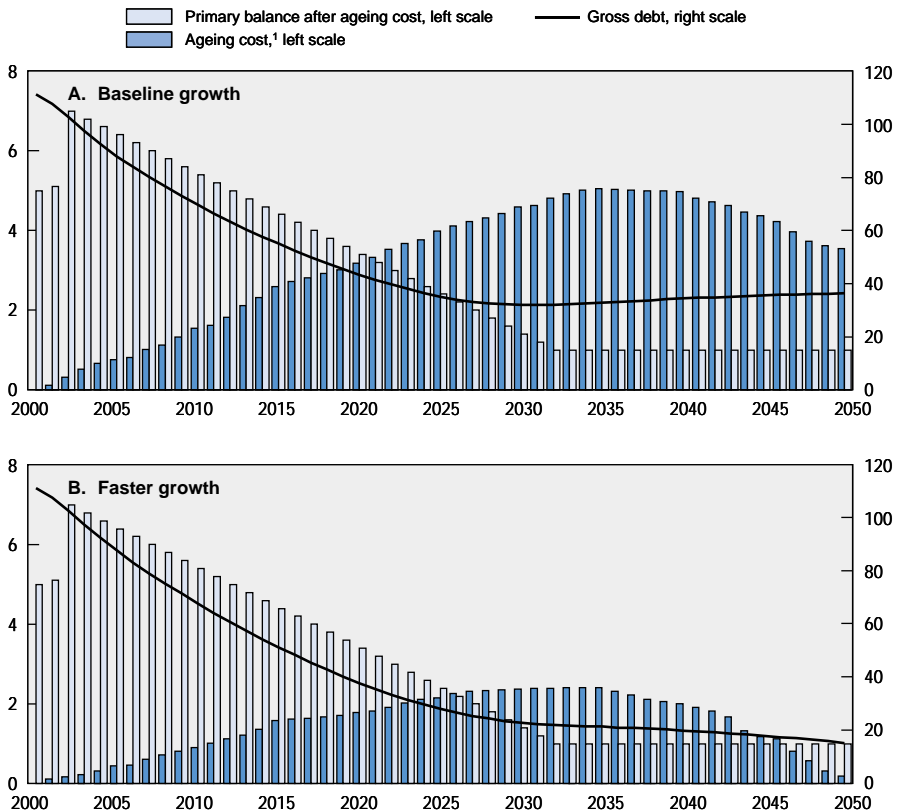 Primary balance after ageing cost, left scale
Gross debt, right scale
Ageing cost,¹ left scale
8 120
A. Baseline growth
100
6
80
4 60
40
2
20
0 0
2000 2005 2010 2015 2020 2025 2030 2035 2040 2045 2050
8 120
B. Faster growth
100
6
80
4 60
40
2
20
0 0
2000 2005 2010 2015 2020 2025 2030 2035 2040 2045 2050